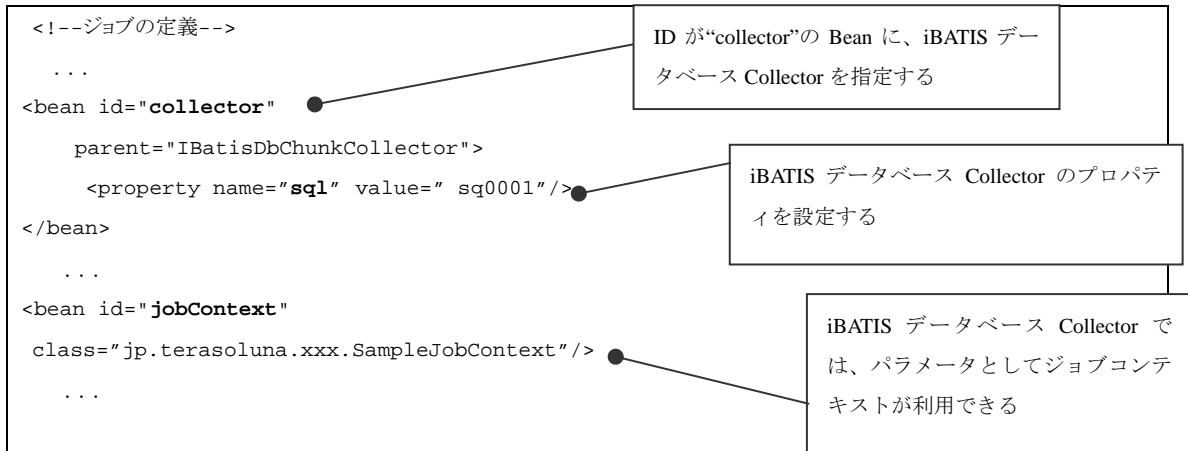 <!--ジョブの定義-->
...
<bean id="collector"
parent="IBatisDbChunkCollector">
<property name="sql" value=" sq0001"/>
</bean>
...
<bean id="jobContext"
class="jp.terasoluna.xxx.SampleJobContext"/>
...
ID が“collector”の Bean に、iBATIS デー
タベース Collector を指定する
iBATIS データベース Collector のプロパテ
ィを設定する
iBATIS データベース Collector で
は、パラメータとしてジョブコンテ
キストが利用できる